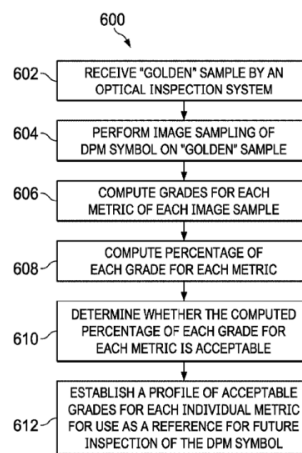 600
602
RECEIVE "GOLDEN" SAMPLE BY AN
OPTICAL INSPECTION SYSTEM
604
PERFORM IMAGE SAMPLING OF
DPM SYMBOL ON "GOLDEN" SAMPLE
606
COMPUTE GRADES FOR EACH
METRIC OF EACH IMAGE SAMPLE
608
COMPUTE PERCENTAGE OF
EACH GRADE FOR EACH METRIC
610
DETERMINE WHETHER THE COMPUTED
PERCENTAGE OF EACH GRADE FOR
EACH METRIC IS ACCEPTABLE
612
ESTABLISH A PROFILE OF ACCEPTABLE
GRADES FOR EACH INDIVIDUAL METRIC
FOR USE AS A REFERENCE FOR FUTURE
INSPECTION OF THE DPM SYMBOL